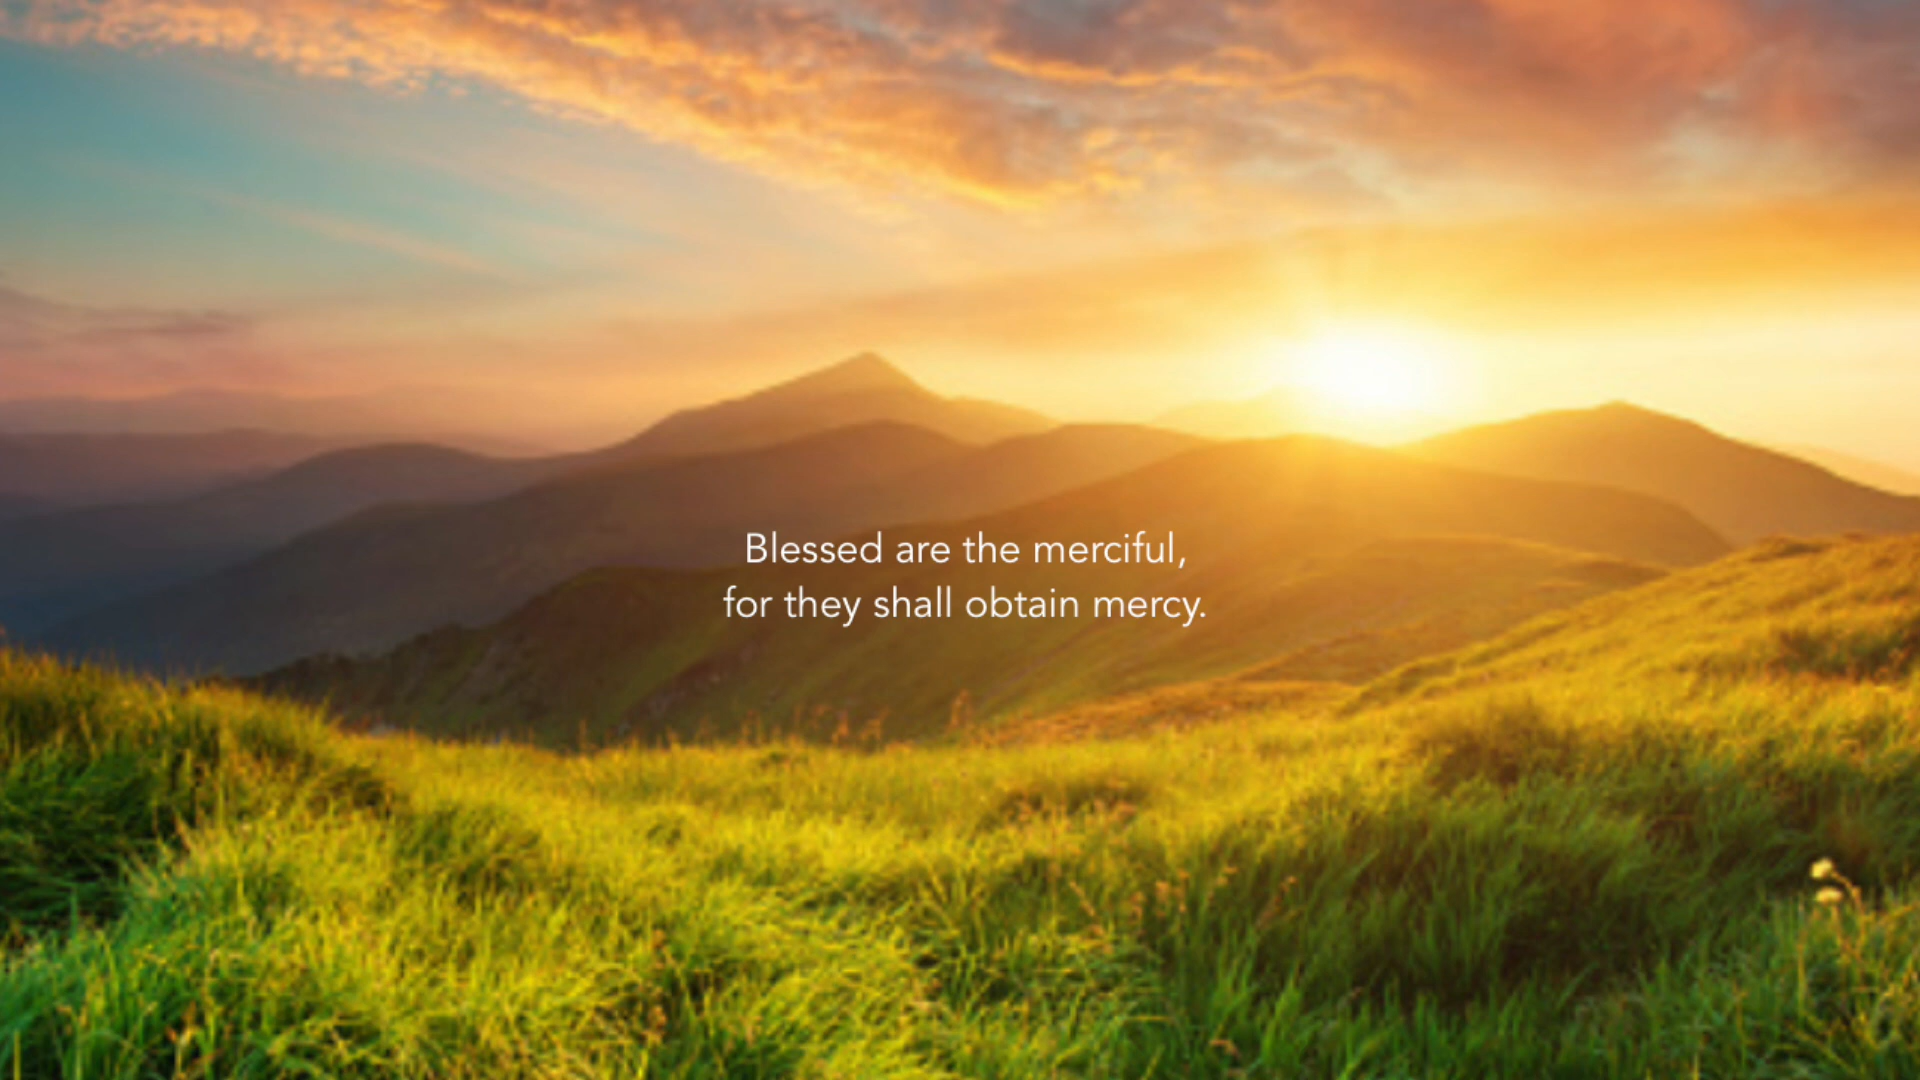 Blessed are the merciful,
for they shall obtain mercy.